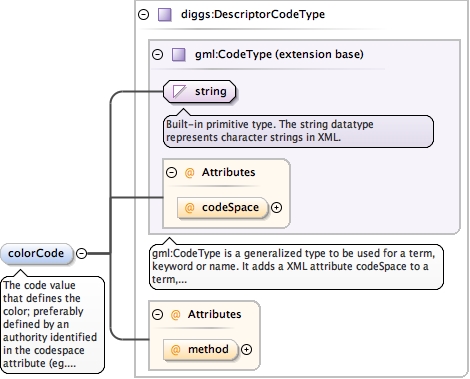 diggs:DescriptorCodeType
gml:CodeType (extension base)
string
Built-in primitive type. The string datatype
represents character strings in XML.
@ Attributes
@ codeSpace
gml:CodeType is a generalized type to be used for a term,
keyword or name. It adds a XML attribute codeSpace to a
term,...
colorCode
The code value
that defines the
color; preferably
defined by an
authority identified
in the codespace
attribute (eg....
@ Attributes
@ method